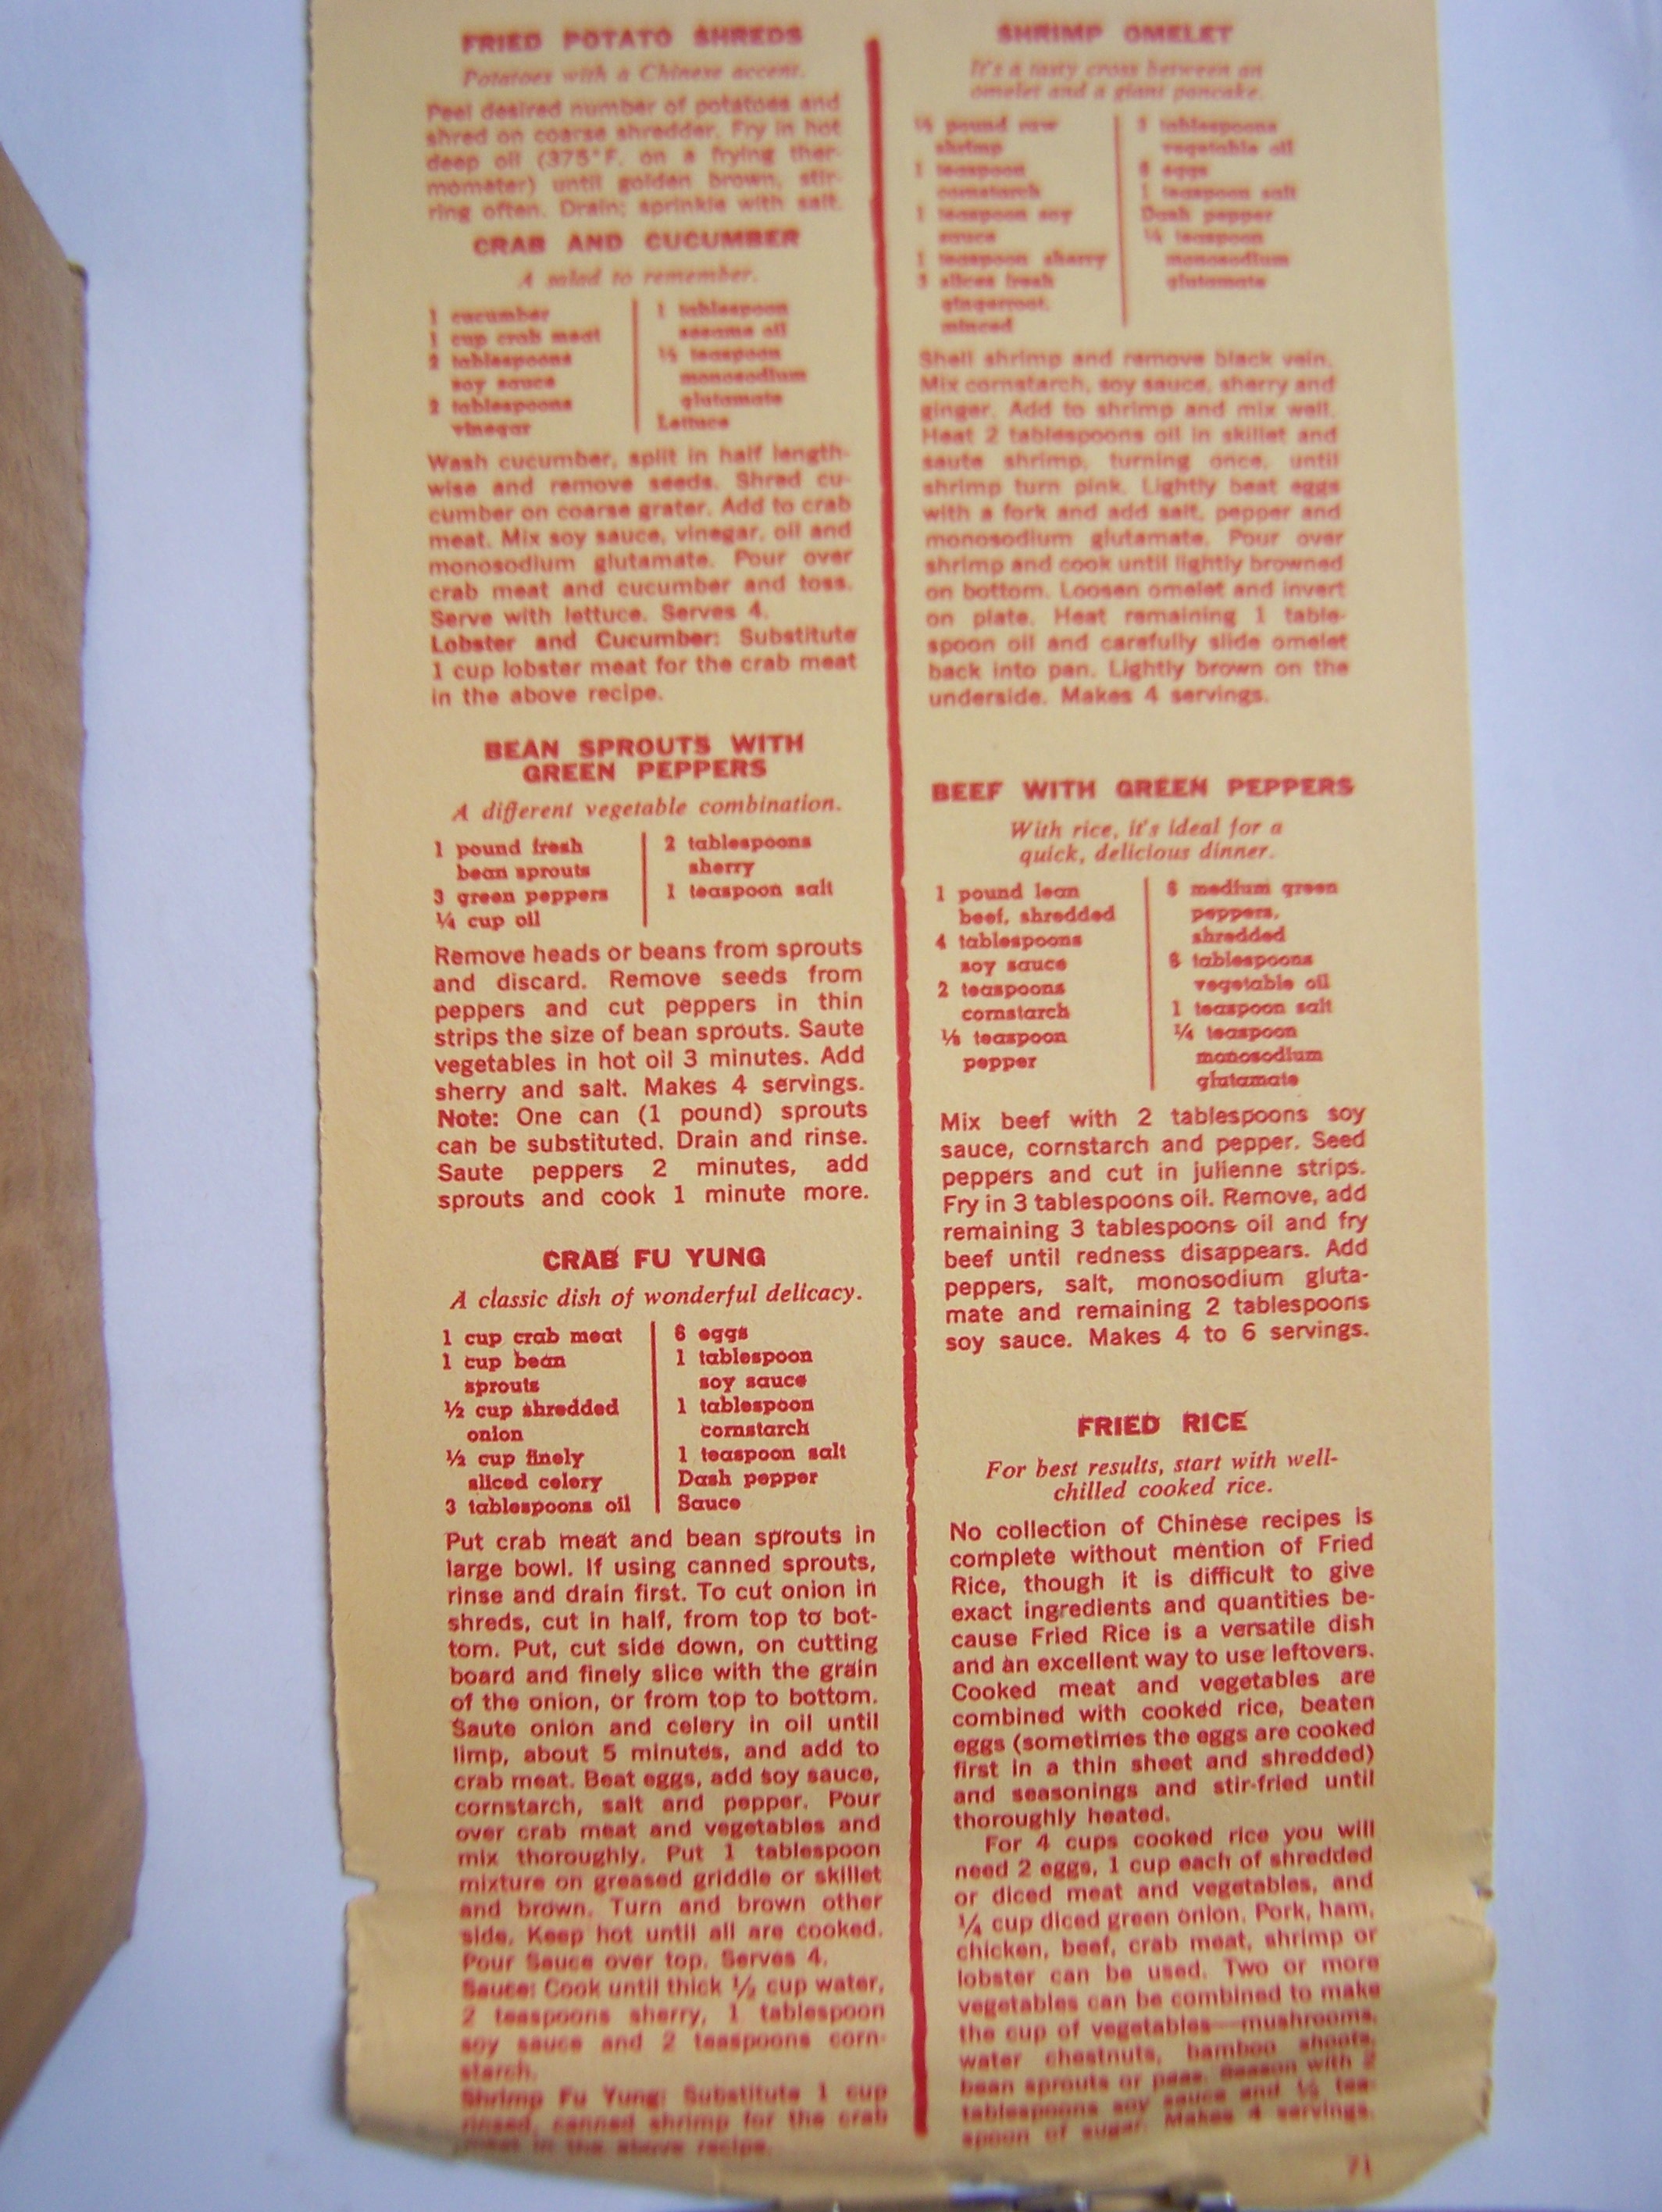 FRIED POTATO SHREDS
Potatoes with a Chinese accent.
Peel desired number of potatoes and
shred on coarse shredder. Fry in hot
deep oil (375°F. on a frying ther-
mometer) until golden brown, stir-
ring often. Drain; sprinkle with salt.
CRAB AND CUCUMBER
A salad to remember.
1 cucumber
1 cup crab meat
2 tablespoons
soy sauce
2 tablespoons
vinegar
1 tablespoon
sesame oil
½ teaspoon
monosodium
glutamate
Lettuce
Wash cucumber, split in half length-
wise and remove seeds. Shred cu-
cumber on coarse grater. Add to crab
meat. Mix soy sauce, vinegar, oil and
monosodium glutamate. Pour over
crab meat and cucumber and toss.
Serve with lettuce. Serves 4.
Lobster and Cucumber: Substitute
1 cup lobster meat for the crab meat
in the above recipe.
BEAN SPROUTS WITH
GREEN PEPPERS
A different vegetable combination.
1 pound fresh
bean sprouts
3 green peppers
¼ cup oil
2 tablespoons
sherry
1 teaspoon salt
Remove heads or beans from sprouts
and discard. Remove seeds from
peppers and cut peppers in thin
strips the size of bean sprouts. Saute
vegetables in hot oil 3 minutes. Add
sherry and salt. Makes 4 servings.
Note: One can (1 pound) sprouts
can be substituted. Drain and rinse.
Saute peppers 2 minutes, add
sprouts and cook 1 minute more.
CRAB FU YUNG
A classic dish of wonderful delicacy.
1 cup crab meat
1 cup bean
sprouts
½ cup shredded
onion
½ cup finely
sliced celery
3 tablespoons oil
6 eggs
1 tablespoon
soy sauce
1 tablespoon
cornstarch
1 teaspoon salt
Dash pepper
Sauce
Put crab meat and bean sprouts in
large bowl. If using canned sprouts,
rinse and drain first. To cut onion in
shreds, cut in half, from top to bot-
tom. Put, cut side down, on cutting
board and finely slice with the grain
of the onion, or from top to bottom.
Saute onion and celery in oil until
limp, about 5 minutes, and add to
crab meat. Beat eggs, add soy sauce,
cornstarch, salt and pepper. Pour
over crab meat and vegetables and
mix thoroughly. Put 1 tablespoon
mixture on greased griddle or skillet
and brown. Turn and brown other
side. Keep hot until all are cooked.
Pour Sauce over top. Serves 4.
Sauce: Cook until thick ½ cup water,
2 teaspoons sherry, 1 tablespoon
soy sauce and 2 teaspoons corn-
starch.
Shrimp Fu Yung: Substitute 1 cup
rinsed, canned shrimp for the crab
meat in the above recipe.
SHRIMP OMELET
It's a tasty cross between an
omelet and a giant pancake.
pound raw
shrimp
1 teaspoon
cornstarch
1 teaspoon soy
sauce
1 teaspoon sherry
3 slices fresh
gingerroot,
minced
3 tablespoons
vegetable oil
eggs
1 teaspoon salt
Dash pepper
teaspoon
monosodium
glutamate
Shell shrimp and remove black vein.
Mix cornstarch, soy sauce, sherry and
ginger. Add to shrimp and mix well.
Heat 2 tablespoons oil in skillet and
saute shrimp, turning once, until
shrimp turn pink. Lightly beat eggs
with a fork and add salt, pepper and
monosodium glutamate. Pour over
shrimp and cook until lightly browned
on bottom. Loosen omelet and invert
on plate. Heat remaining 1 table-
spoon oil and carefully slide omelet
back into pan. Lightly brown on the
underside. Makes 4 servings.
BEEF WITH GREEN PEPPERS
With rice, it's ideal for a
quick, delicious dinner.
1 pound lean
beef, shredded
4 tablespoons
soy sauce
2 teaspoons
cornstarch
⅛ teaspoon
pepper
6 medium green
peppers,
shredded
6 tablespoons
vegetable oil
1 teaspoon salt
¼ teaspoon
monosodium
glutamate
Mix beef with 2 tablespoons soy
sauce, cornstarch and pepper. Seed
peppers and cut in julienne strips.
Fry in 3 tablespoons oil. Remove, add
remaining 3 tablespoons oil and fry
beef until redness disappears. Add
peppers, salt, monosodium gluta-
mate and remaining 2 tablespoons
soy sauce. Makes 4 to 6 servings.
FRIED RICE
For best results, start with well-
chilled cooked rice.
No collection of Chinese recipes is
complete without mention of Fried
Rice, though it is difficult to give
exact ingredients and quantities be-
cause Fried Rice is a versatile dish
and an excellent way to use leftovers.
Cooked meat and vegetables are
combined with cooked rice, beaten
eggs (sometimes the eggs are cooked
first in a thin sheet and shredded)
and seasonings and stir-fried until
thoroughly heated.
For 4 cups cooked rice you will
need 2 eggs, 1 cup each of shredded
or diced meat and vegetables, and
¼ cup diced green onion. Pork, ham,
chicken, beef, crab meat, shrimp or
lobster can be used. Two or more
vegetables can be combined to make
the cup of vegetables—mushrooms,
water chestnuts, bamboo shoots,
bean sprouts or peas. Season with 2
tablespoons soy sauce and ½ tea-
spoon of sugar. Makes 4 servings.
71